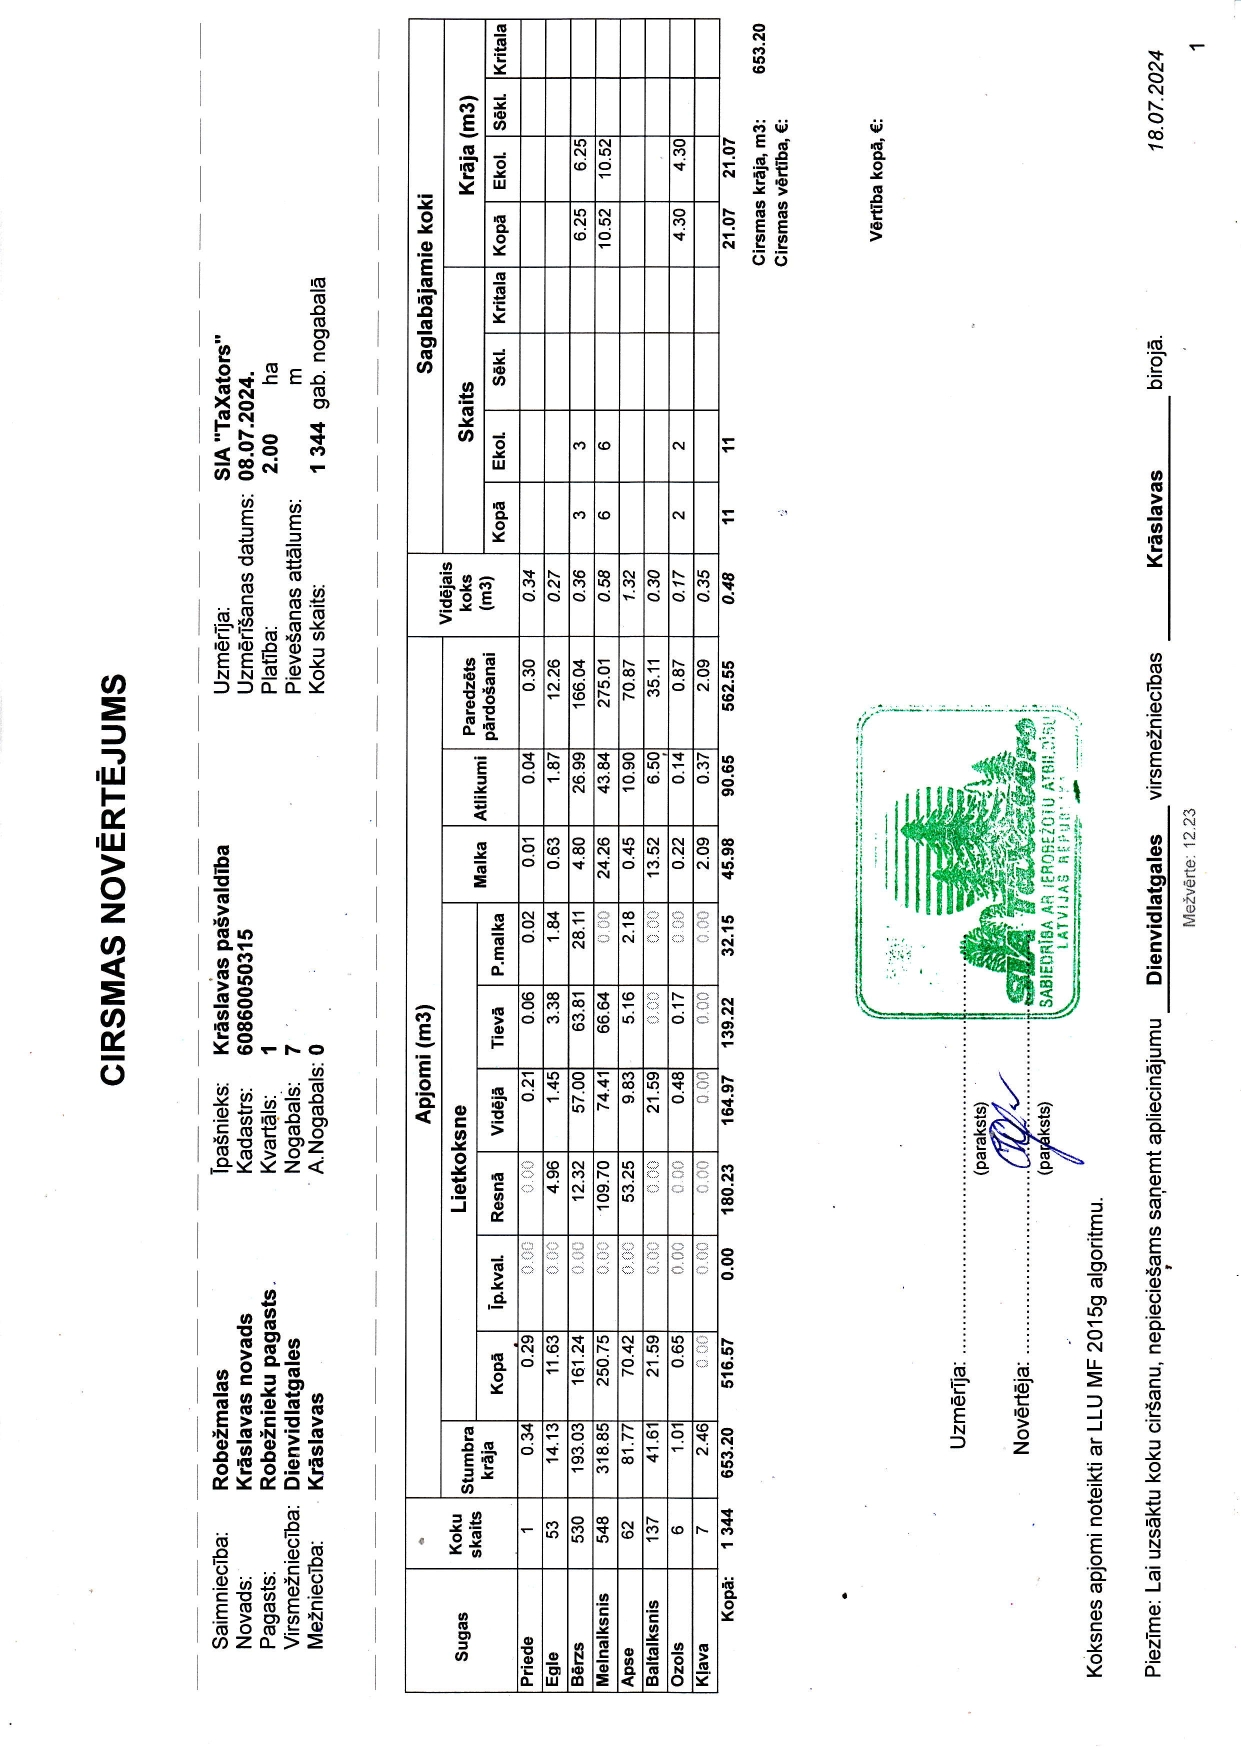 CIRSMAS NOVĒRTĒJUMS
Saimniecība: Robežmalas Īpašnieks: Krāslavas pašvaldība Uzmērīja: SIA "TaXators"
Novads: Krāslavas novads Kadastrs: 60860050315 Uzmērīšanas datums: 08.07.2024.
Pagasts: Robežnieku pagasts Kvartāls: 1 Platība: 2.00 ha
Virsmežniecība: Dienvidlatgales Nogabals: 7 Pievešanas attālums: m
Mežniecība: Krāslavas A.Nogabals: 0 Koku skaits: 1 344 gab. nogabalā
Sugas Koku skaits Apjomi (m3) Vidējais koks (m3) Saglabājamie koki
Stumbra krāja Lietkoksne Malka Atlikumi Paredzēts pārdošanai Skaits Krāja (m3)
Kopā Īp.kval. Resnā Vidējā Tievā P.malka Kopā Ekol. Sēkl. Kritala Kopā Ekol. Sēkl. Kritala
Priede 1 0.34 0.29 0.00 0.00 0.21 0.06 0.02 0.01 0.04 0.30 0.34
Egle 53 14.13 11.63 0.00 4.96 1.45 3.38 1.84 0.63 1.87 12.26 0.27
Bērzs 530 193.03 161.24 0.00 12.32 57.00 63.81 28.11 4.80 26.99 166.04 0.36 3 3 6.25 6.25
Melnalksnis 548 318.85 250.75 0.00 109.70 74.41 66.64 0.00 24.26 43.84 275.01 0.58 6 6 10.52 10.52
Apse 62 81.77 70.42 0.00 53.25 9.83 5.16 2.18 0.45 10.90 70.87 1.32
Baltalksnis 137 41.61 21.59 0.00 0.00 21.59 0.00 0.00 13.52 6.50 35.11 0.30
Ozols 6 1.01 0.65 0.00 0.00 0.48 0.17 0.00 0.22 0.14 0.87 0.17 2 2 4.30 4.30
Kļava 7 2.46 0.00 0.00 0.00 0.00 0.00 0.00 2.09 0.37 2.09 0.35
Kopā: 1 344 653.20 516.57 0.00 180.23 164.97 139.22 32.15 45.98 90.65 562.55 0.48 11 11 21.07 21.07
Cirsmas krāja, m3: 653.20
Cirsmas vērtība, €:
Vērtība kopā, €:
Uzmērīja:
(paraksts)
Novērtēja:
(paraksts)
SIA TaXators
SABIEDRĪBA AR IEROBEŽOTU ATBILDĪBU
LATVIJAS REPUBLIKA
Koksnes apjomi noteikti ar LLU MF 2015g algoritmu.
Piezīme: Lai uzsāktu koku ciršanu, nepieciešams saņemt apliecinājumu Dienvidlatgales virsmežniecības Krāslavas birojā. 18.07.2024
Mežvērte: 12.23
1